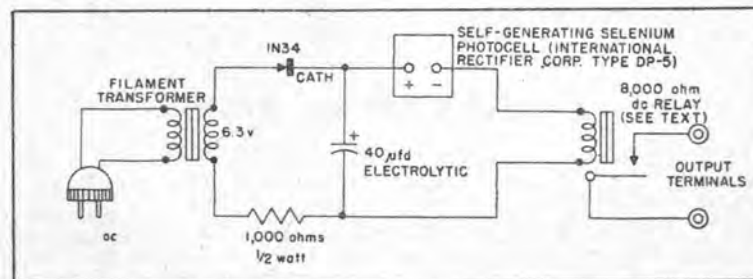 SELF-GENERATING SELENIUM
PHOTOCELL (INTERNATIONAL
RECTIFIER CORP. TYPE DP-5)
1N34
CATH
+ −
FILAMENT
TRANSFORMER
8,000 ohm
dc RELAY
(SEE TEXT)
6.3 v
+
40 µfd
ELECTROLYTIC
OUTPUT
TERMINALS
ac
1,000 ohms
1/2 watt